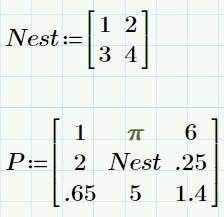 Nest:=[1 2
3 4]
P:=[1 π 6
2 Nest .25
.65 5 1.4]